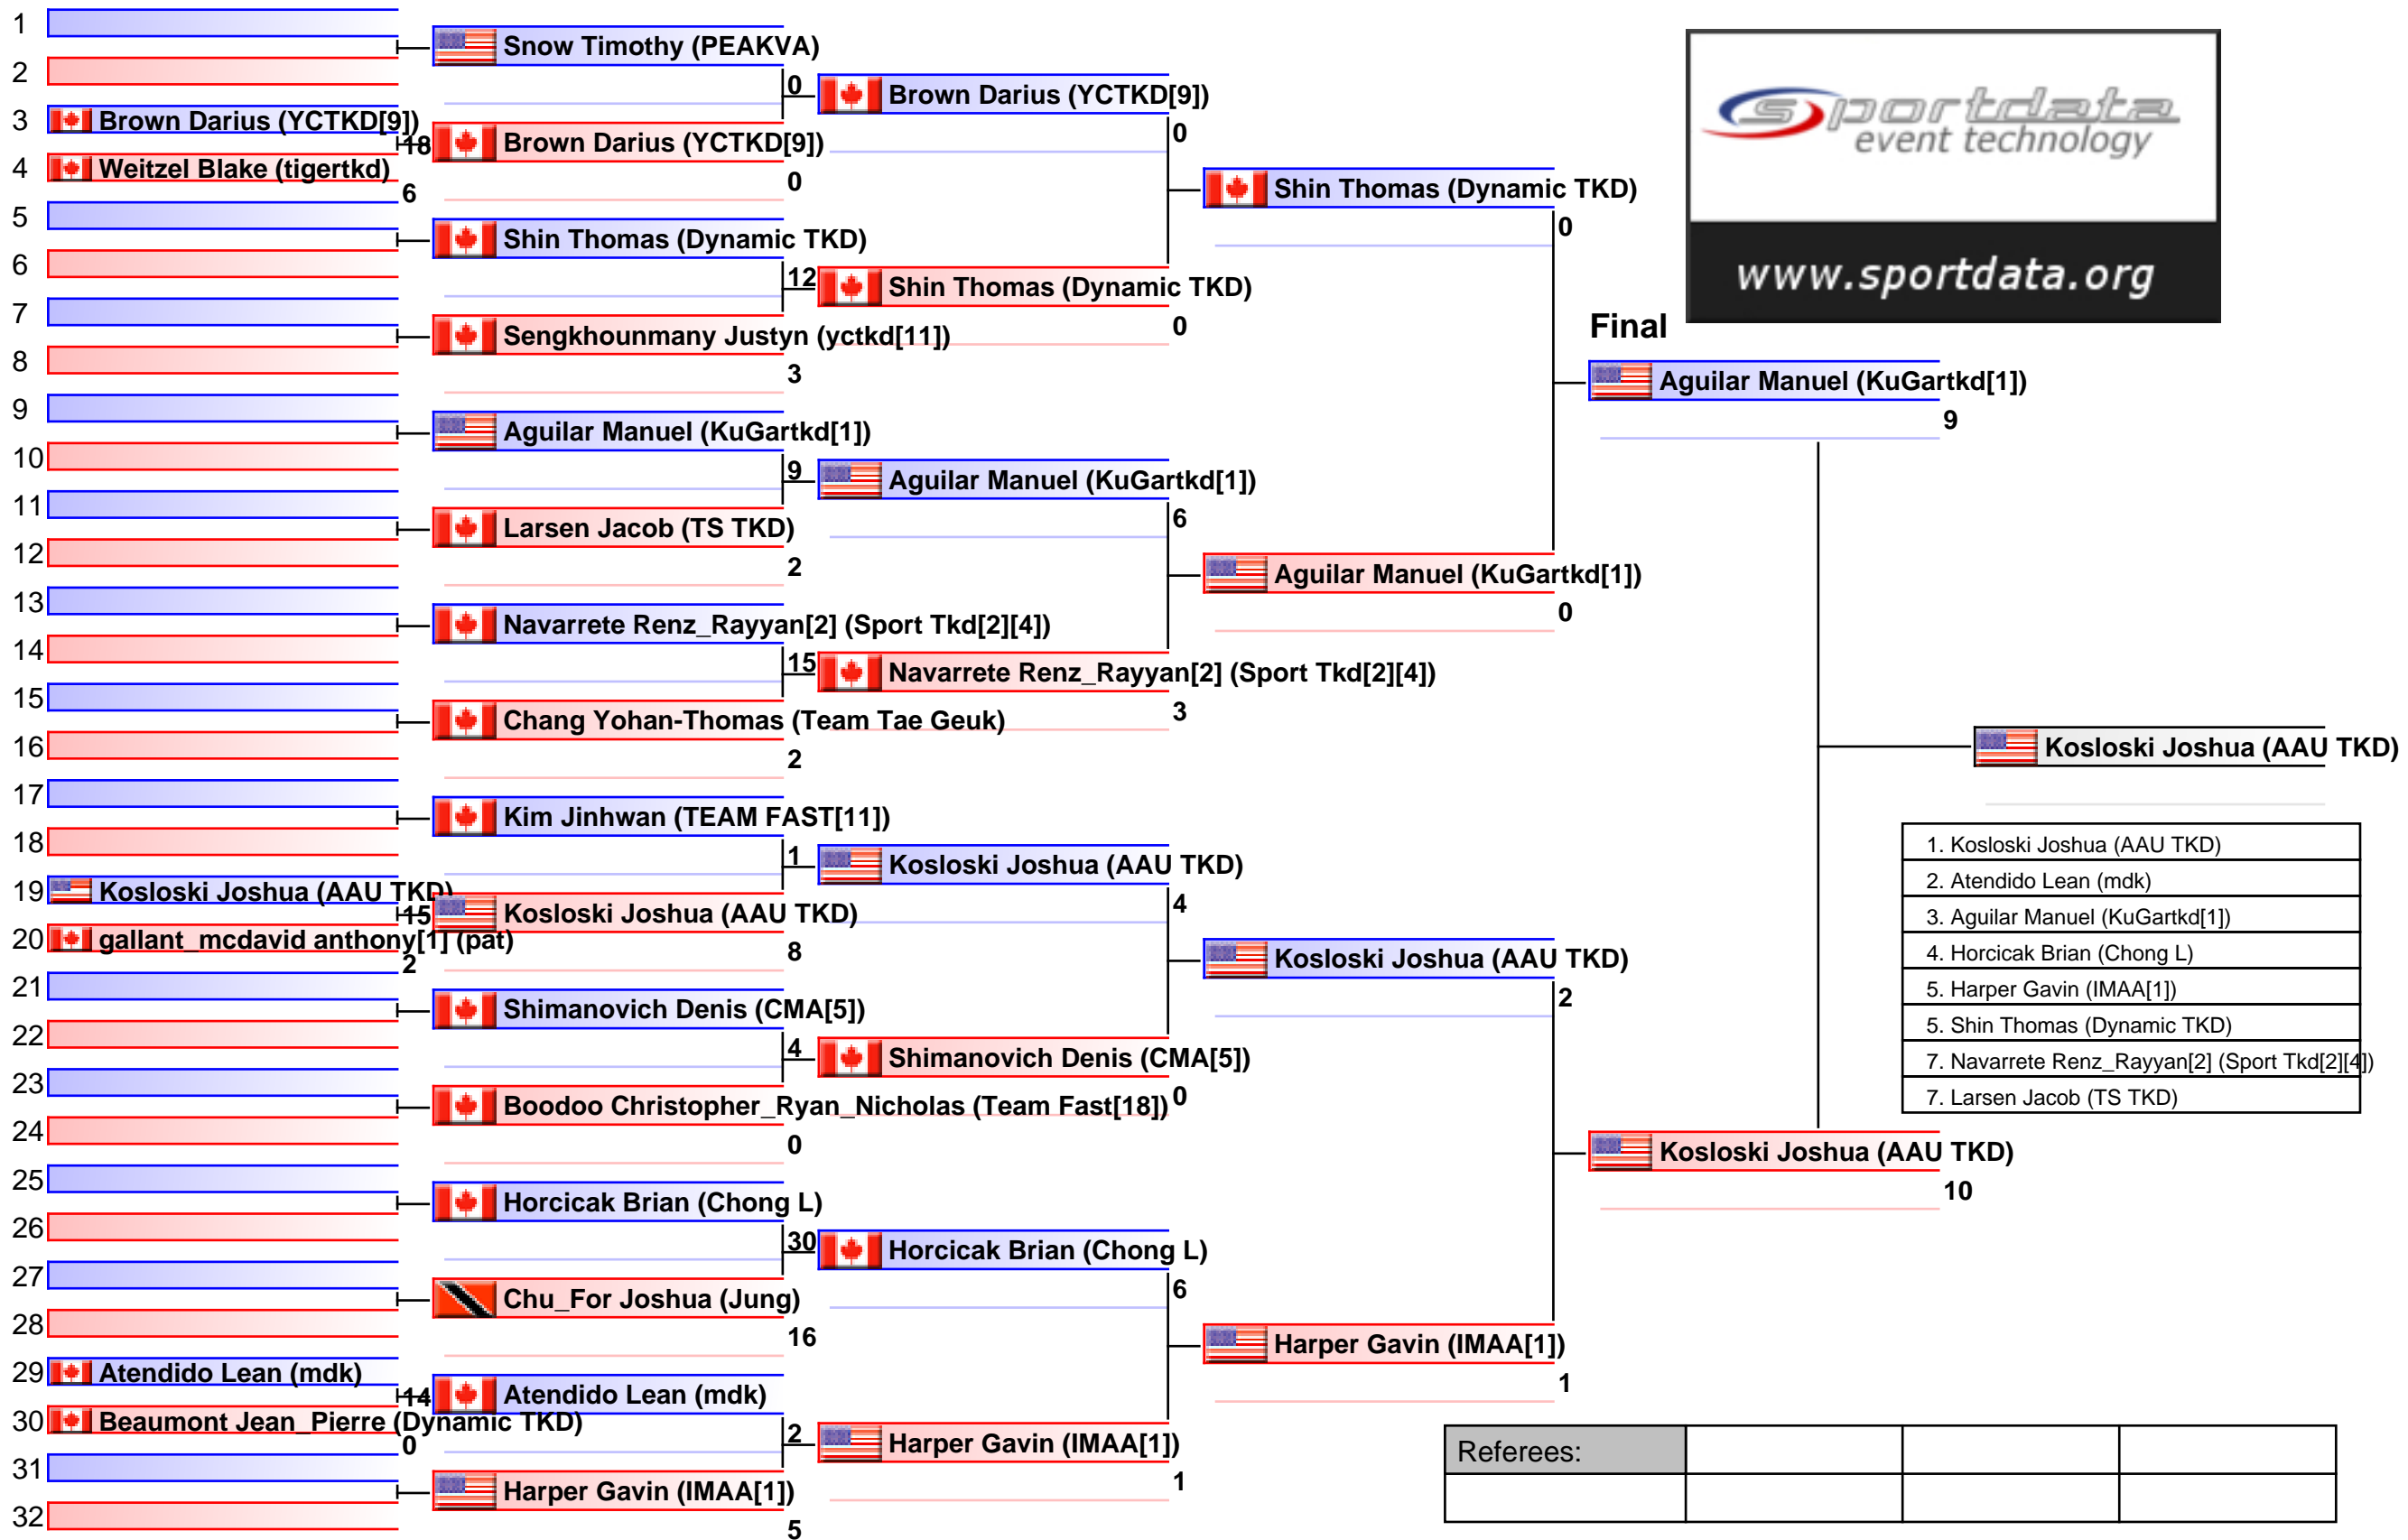 1
2
3 Brown Darius (YCTKD[9])
18
4 Weitzel Blake (tigertkd)
6
5
6
7
8
9
10
11
12
13
14
15
16
17
18
19 Kosloski Joshua (AAU TKD)
15
20 gallant_mcdavid anthony[1] (pat)
2
21
22
23
24
25
26
27
28
29 Atendido Lean (mdk)
14
30 Beaumont Jean_Pierre (Dynamic TKD)
0
31
32
Snow Timothy (PEAKVA)
0
Brown Darius (YCTKD[9])
0
Shin Thomas (Dynamic TKD)
12
Sengkhounmany Justyn (yctkd[11])
3
Aguilar Manuel (KuGartkd[1])
9
Larsen Jacob (TS TKD)
2
Navarrete Renz_Rayyan[2] (Sport Tkd[2][4])
15
Chang Yohan-Thomas (Team Tae Geuk)
2
Kim Jinhwan (TEAM FAST[11])
1
Kosloski Joshua (AAU TKD)
8
Shimanovich Denis (CMA[5])
4
Boodoo Christopher_Ryan_Nicholas (Team Fast[18])
0
Horcicak Brian (Chong L)
30
Chu_For Joshua (Jung)
16
Atendido Lean (mdk)
2
Harper Gavin (IMAA[1])
5
Brown Darius (YCTKD[9])
0
Shin Thomas (Dynamic TKD)
0
Aguilar Manuel (KuGartkd[1])
6
Navarrete Renz_Rayyan[2] (Sport Tkd[2][4])
3
Kosloski Joshua (AAU TKD)
4
Shimanovich Denis (CMA[5])
0
Horcicak Brian (Chong L)
6
Harper Gavin (IMAA[1])
1
Shin Thomas (Dynamic TKD)
0
Aguilar Manuel (KuGartkd[1])
0
Kosloski Joshua (AAU TKD)
2
Harper Gavin (IMAA[1])
1
sportdata
event technology
www.sportdata.org
Final
Aguilar Manuel (KuGartkd[1])
9
Kosloski Joshua (AAU TKD)
10
Kosloski Joshua (AAU TKD)
1. Kosloski Joshua (AAU TKD)
2. Atendido Lean (mdk)
3. Aguilar Manuel (KuGartkd[1])
4. Horcicak Brian (Chong L)
5. Harper Gavin (IMAA[1])
5. Shin Thomas (Dynamic TKD)
7. Navarrete Renz_Rayyan[2] (Sport Tkd[2][4])
7. Larsen Jacob (TS TKD)
Referees: